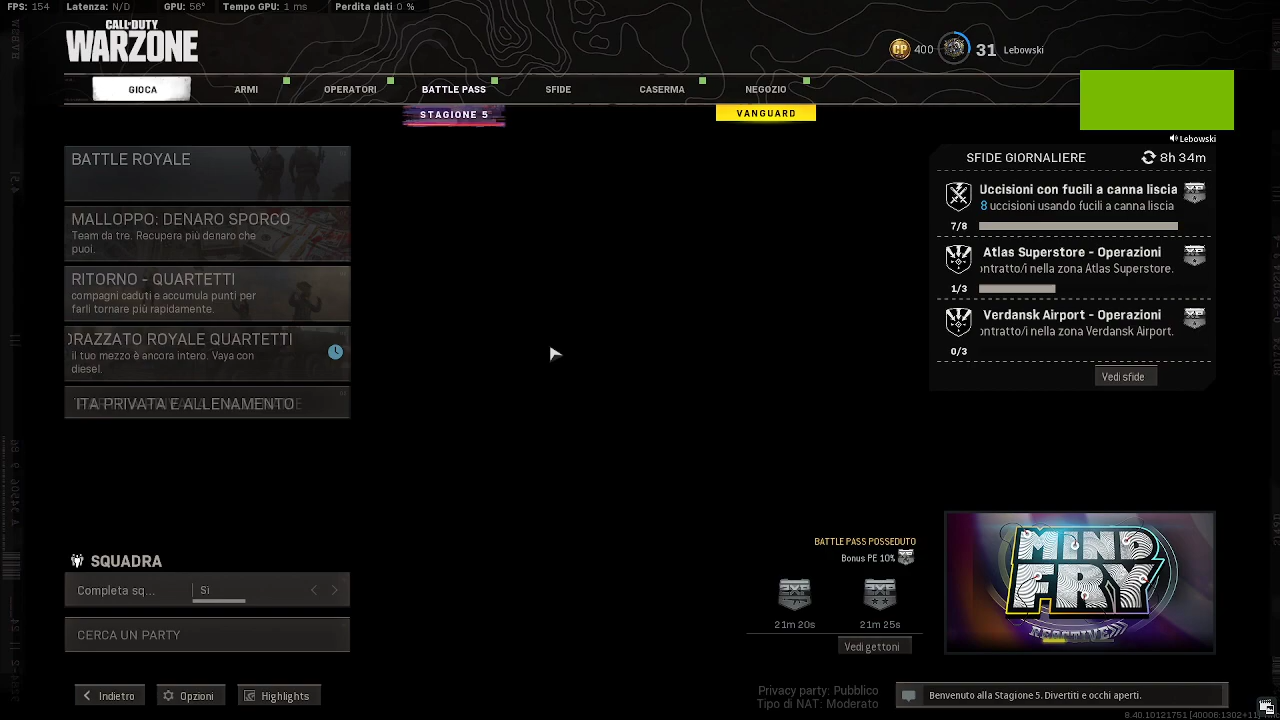 FPS: 154 Latenza: N/D GPU: 56° Tempo GPU: 1 ms Perdita dati 0 %
CALL OF DUTY
WARZONE
CP 400 31 Lebowski
GIOCA ARMI OPERATORI BATTLE PASS SFIDE CASERMA NEGOZIO
STAGIONE 5 VANGUARD
Lebowski
BATTLE ROYALE
MALLOPPO: DENARO SPORCO
Team da tre. Recupera più denaro che
puoi.
RITORNO - QUARTETTI
compagni caduti e accumula punti per
farli tornare più rapidamente.
ORAZZATO ROYALE QUARTETTI
il tuo mezzo è ancora intero. Vaya con
diesel.
ITA PRIVATA E ALLENAMENTO
SFIDE GIORNALIERE 8h 34m
Uccisioni con fucili a canna liscia
8 uccisioni usando fucili a canna liscia
7/8
Atlas Superstore - Operazioni
ontratto/i nella zona Atlas Superstore.
1/3
Verdansk Airport - Operazioni
ontratto/i nella zona Verdansk Airport.
0/3
Vedi sfide
SQUADRA
Completa sq... Sì
CERCA UN PARTY
BATTLE PASS POSSEDUTO
Bonus PE 10%
2XP 2XP
21m 20s 21m 25s
Vedi gettoni
MIND
FRY
REACTIVE
Indietro Opzioni Highlights
Privacy party: Pubblico
Tipo di NAT: Moderato
Benvenuto alla Stagione 5. Divertiti e occhi aperti.